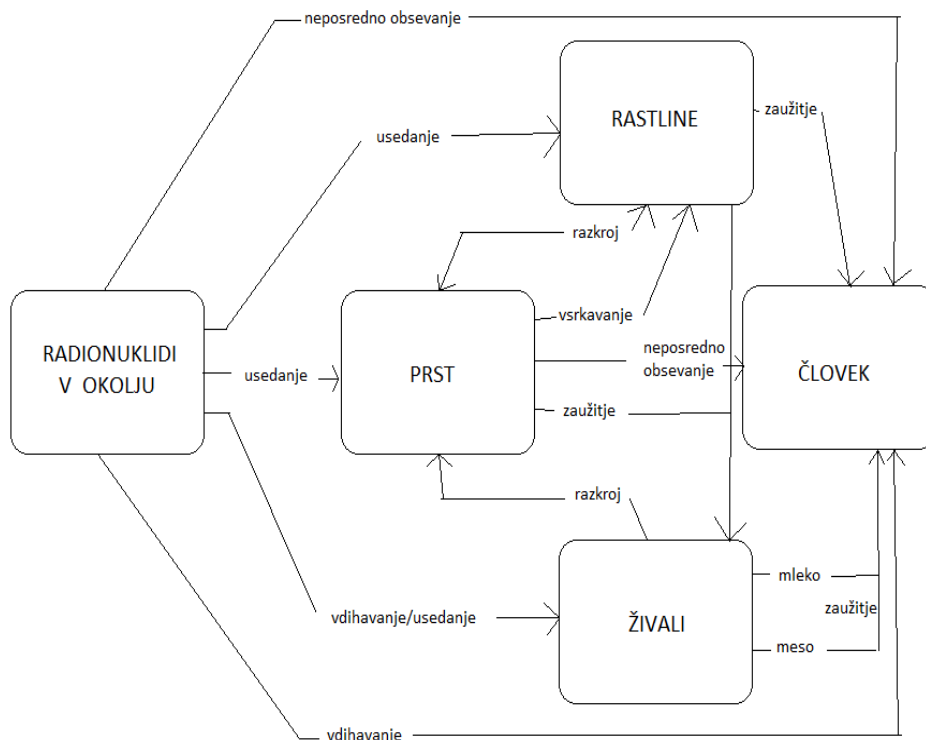 neposredno obsevanje
RASTLINE
zaužitje
usedanje
razkroj
vsrkavanje
RADIONUKLIDI
V OKOLJU
usedanje
PRST
neposredno
obsevanje
ČLOVEK
zaužitje
razkroj
mleko
zaužitje
vdihavanje/usedanje
ŽIVALI
meso
vdihavanje